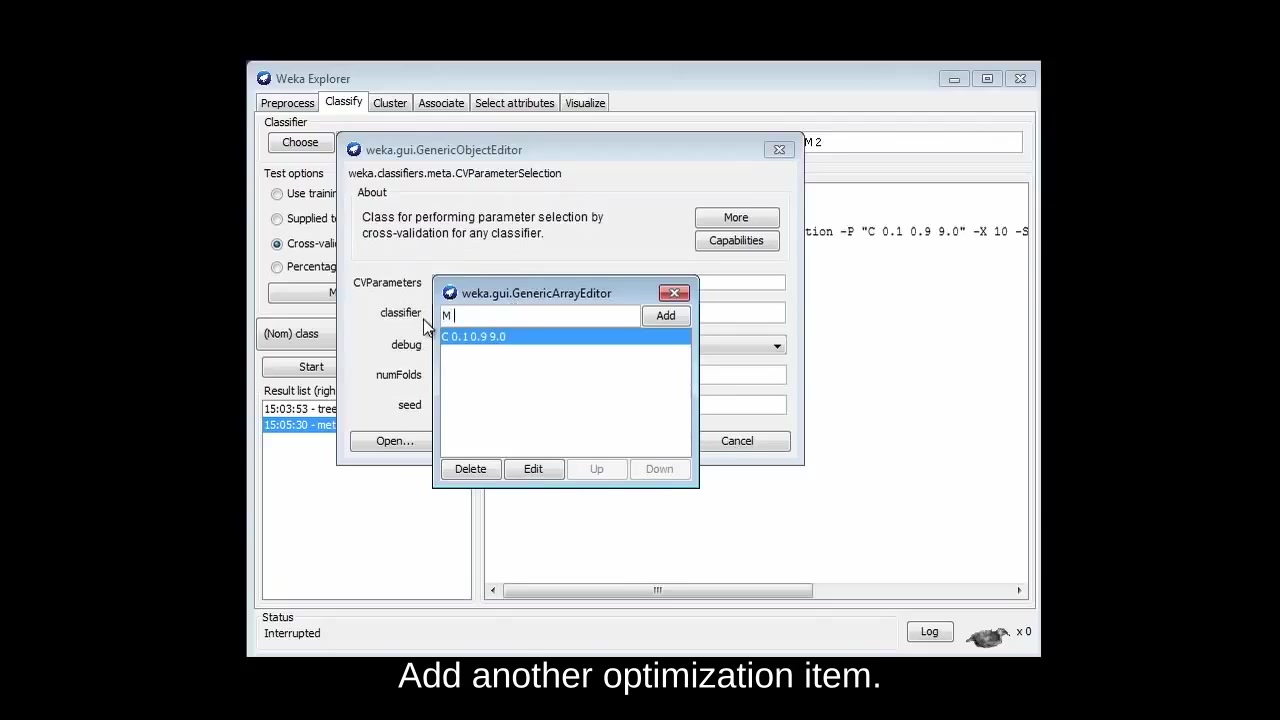 Weka Explorer
Preprocess Classify Cluster Associate Select attributes Visualize
Classifier
Choose
M 2
weka.gui.GenericObjectEditor
weka.classifiers.meta.CVParameterSelection
About
Class for performing parameter selection by
cross-validation for any classifier.
More
Capabilities
Test options
Use trainin
Supplied te
Cross-valid
Percentag
M
(Nom) class
Start
Result list (righ
15:03:53 - tree
15:05:30 - met
tion -P "C 0.1 0.9 9.0" -X 10 -S
CVParameters
classifier
debug
numFolds
seed
Open...
Cancel
weka.gui.GenericArrayEditor
M
Add
C 0.1 0.9 9.0
Delete Edit Up Down
Status
Interrupted
Log
x 0
Add another optimization item.